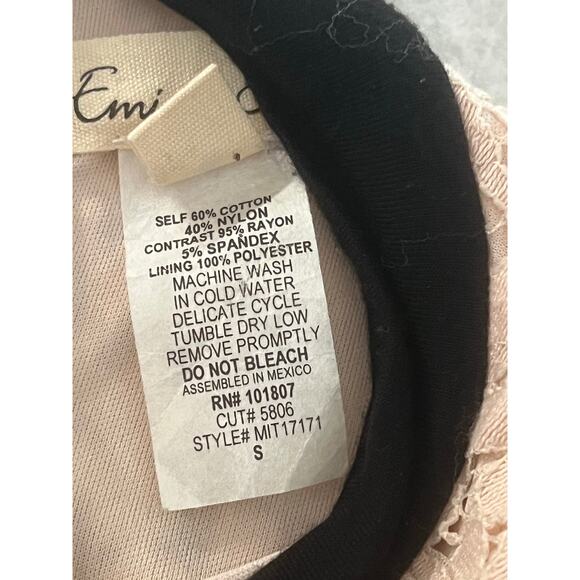 Emi
SELF 60% COTTON
40% NYLON
CONTRAST 95% RAYON
5% SPANDEX
LINING 100% POLYESTER
MACHINE WASH
IN COLD WATER
DELICATE CYCLE
TUMBLE DRY LOW
REMOVE PROMPTLY
DO NOT BLEACH
ASSEMBLED IN MEXICO
RN# 101807
CUT# 5806
STYLE# MIT17171
S